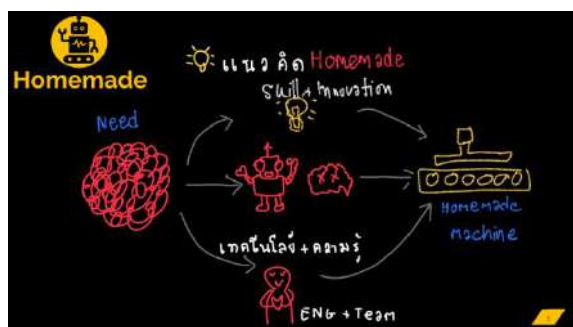 แนวคิด Homemade
Skill + Innovation
Homemade
Need
Homemade
Machine
เทคโนโลยี + ความรู้
ENG + Team